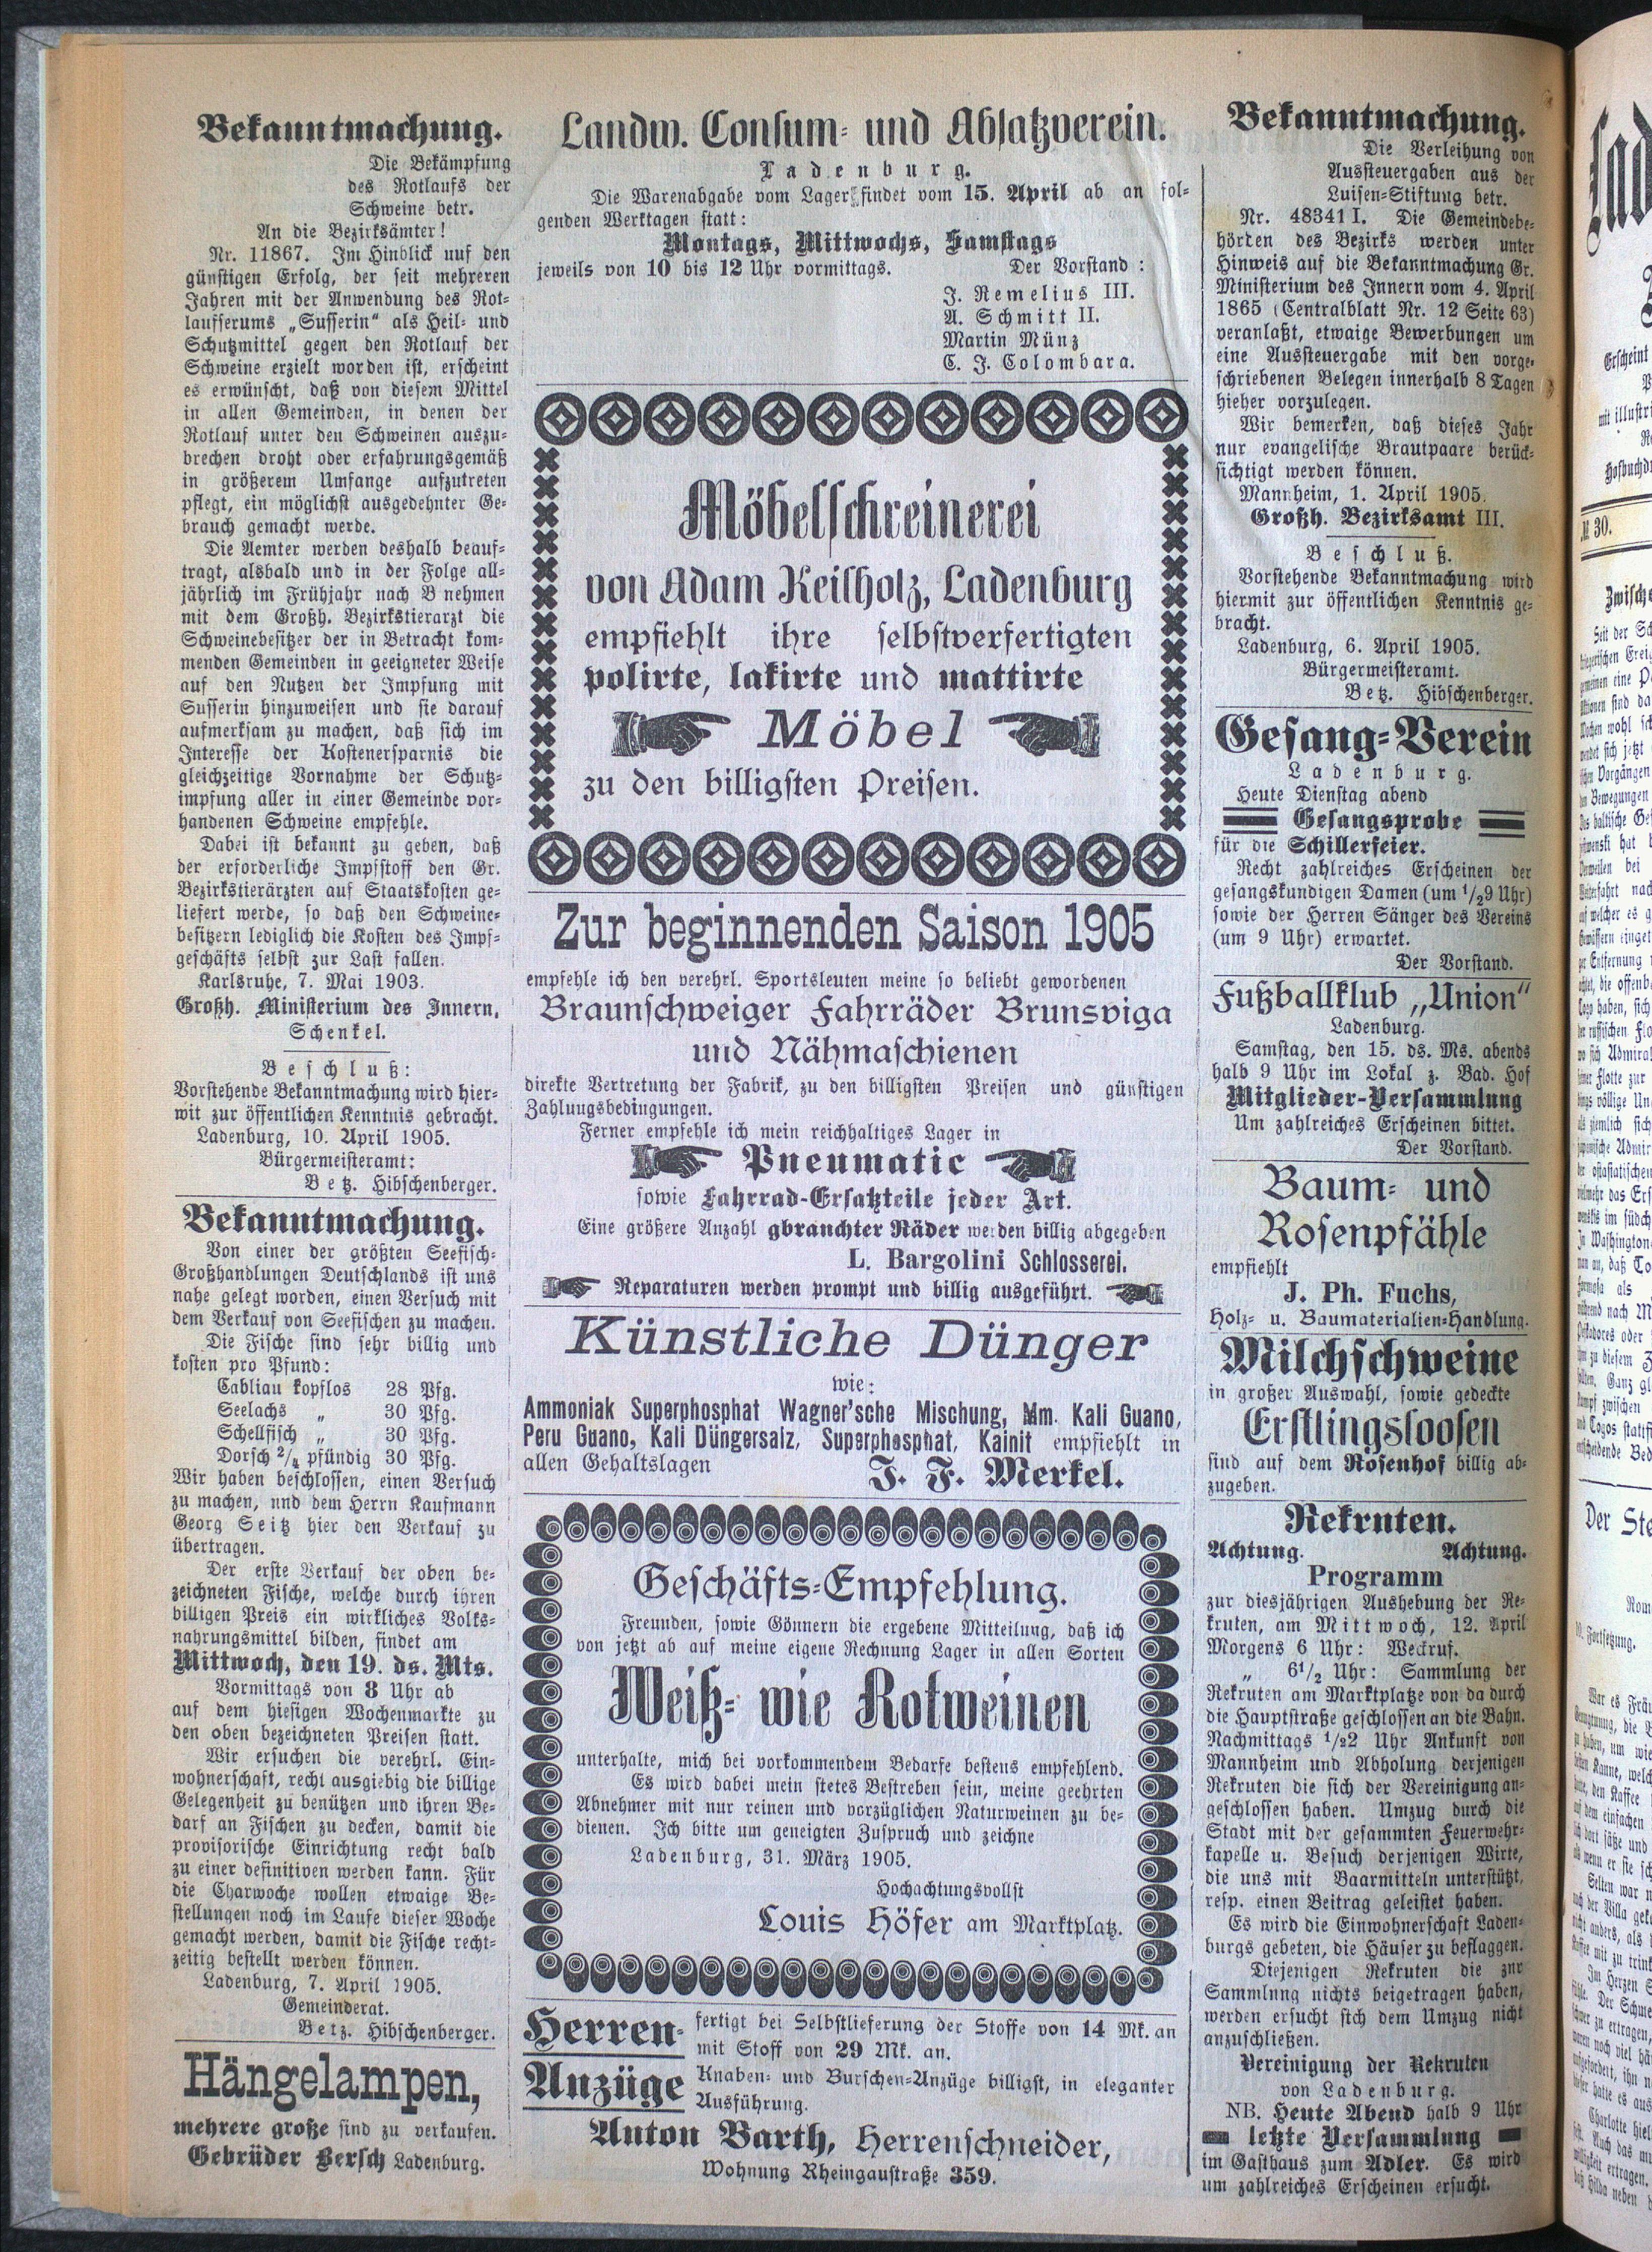 Bekanntmachung.
Die Bekämpfung
des Rotlaufs der
Schweine betr.
An die Bezirksämter!
Nr. 11867. Im Hinblick auf den
günstigen Erfolg, der seit mehreren
Jahren mit der Anwendung des Rot-
laufserums „Susserin“ als Heil- und
Schutzmittel gegen den Rotlauf der
Schweine erzielt worden ist, erscheint
es erwünscht, daß von diesem Mittel
in allen Gemeinden, in denen der
Rotlauf unter den Schweinen auszu-
brechen droht oder erfahrungsgemäß
in größerem Umfange aufzutreten
pflegt, ein möglichst ausgedehnter Ge-
brauch gemacht werde.
Die Aemter werden deshalb beauf-
tragt, alsbald und in der Folge all-
jährlich im Frühjahr nach B nehmen
mit dem Großh. Bezirkstierarzt die
Schweinebesitzer der in Betracht kom-
menden Gemeinden in geeigneter Weise
auf den Nutzen der Impfung mit
Susserin hinzuweisen und sie darauf
aufmerksam zu machen, daß sich im
Interesse der Kostenersparnis die
gleichzeitige Vornahme der Schutz-
impfung aller in einer Gemeinde vor-
handenen Schweine empfehle.
Dabei ist bekannt zu geben, daß
der erforderliche Impfstoff den Gr.
Bezirkstierärzten auf Staatskosten ge-
liefert werde, so daß den Schweine-
besitzern lediglich die Kosten des Impf-
geschäfts selbst zur Last fallen.
Karlsruhe, 7. Mai 1903.
Großh. Ministerium des Innern,
Schenkel.
Beschluß:
Vorstehende Bekanntmachung wird hier-
wit zur öffentlichen Kenntnis gebracht.
Ladenburg, 10. April 1905.
Bürgermeisteramt:
Betz. Hibschenberger.
Bekanntmachung.
Von einer der größten Seefisch-
Großhandlungen Deutschlands ist uns
nahe gelegt worden, einen Versuch mit
dem Verkauf von Seefischen zu machen.
Die Fische sind sehr billig und
kosten pro Pfund:
Cabliau kopflos 28 Pfg.
Seelachs „ 30 Pfg.
Schellfisch „ 30 Pfg.
Dorsch 2/4 pfündig 30 Pfg.
Wir haben beschlossen, einen Versuch
zu machen, und dem Herrn Kaufmann
Georg Seitz hier den Verkauf zu
übertragen.
Der erste Verkauf der oben be-
zeichneten Fische, welche durch ihren
billigen Preis ein wirkliches Volks-
nahrungsmittel bilden, findet am
Mittwoch, den 19. ds. Mts.
Vormittags von 8 Uhr ab
auf dem hiesigen Wochenmarkte zu
den oben bezeichneten Preisen statt.
Wir ersuchen die verehrl. Ein-
wohnerschaft, recht ausgiebig die billige
Gelegenheit zu benützen und ihren Be-
darf an Fischen zu decken, damit die
provisorische Einrichtung recht bald
zu einer definitiven werden kann. Für
die Charwoche wollen etwaige Be-
stellungen noch im Laufe dieser Woche
gemacht werden, damit die Fische recht-
zeitig bestellt werden können.
Ladenburg, 7. April 1905.
Gemeinderat.
Betz. Hibschenberger.
Hängelampen,
mehrere große sind zu verkaufen.
Gebrüder Bersch Ladenburg.
Landw. Consum- und Absatzverein.
Ladenburg.
Die Warenabgabe vom Lager findet vom 15. April ab an fol-
genden Werktagen statt:
Montags, Mittwochs, Samstags
jeweils von 10 bis 12 Uhr vormittags. Der Vorstand:
J. Remelius III.
A. Schmitt II.
Martin Münz
C. J. Colombara.
Möbelschreinerei
von Adam Keilholz, Ladenburg
empfiehlt ihre selbstverfertigten
polirte, lakirte und mattirte
Möbel
zu den billigsten Preisen.
Zur beginnenden Saison 1905
empfehle ich den verehrl. Sportsleuten meine so beliebt gewordenen
Braunschweiger Fahrräder Brunsviga
und Nähmaschienen
direkte Vertretung der Fabrik, zu den billigsten Preisen und günstigen
Zahlungsbedingungen.
Ferner empfehle ich mein reichhaltiges Lager in
Pneumatic
sowie Fahrrad-Ersatzteile jeder Art.
Eine größere Anzahl gbrauchter Räder werden billig abgegeben
L. Bargolini Schlosserei.
Reparaturen werden prompt und billig ausgeführt.
Künstliche Dünger
wie:
Ammoniak Superphosphat Wagner'sche Mischung, Mm. Kali Guano,
Peru Guano, Kali Düngersalz, Superphosphat, Kainit empfiehlt in
allen Gehaltslagen J. F. Merkel.
Geschäfts-Empfehlung.
Freunden, sowie Gönnern die ergebene Mitteilung, daß ich
von jetzt ab auf meine eigene Rechnung Lager in allen Sorten
Weiß- wie Rotweinen
unterhalte, mich bei vorkommendem Bedarfe bestens empfehlend.
Es wird dabei mein stetes Bestreben sein, meine geehrten
Abnehmer mit nur reinen und vorzüglichen Naturweinen zu be-
dienen. Ich bitte um geneigten Zuspruch und zeichne
Ladenburg, 31. März 1905.
Hochachtungsvollst
Louis Höfer am Marktplatz.
Herren- fertigt bei Selbstlieferung der Stoffe von 14 Mk. an
mit Stoff von 29 Mk. an.
Anzüge Knaben- und Burschen-Anzüge billigst, in eleganter
Ausführung.
Anton Barth, Herrenschneider,
Wohnung Rheingaustraße 359.
Bekanntmachung.
Die Verleihung von
Aussteuergaben aus der
Luisen-Stiftung betr.
Nr. 48341 I. Die Gemeindebe-
hörden des Bezirks werden unter
Hinweis auf die Bekanntmachung Gr.
Ministerium des Innern vom 4. April
1865 (Centralblatt Nr. 12 Seite 63)
veranlaßt, etwaige Bewerbungen um
eine Aussteuergabe mit den vorge-
schriebenen Belegen innerhalb 8 Tagen
hieher vorzulegen.
Wir bemerken, daß dieses Jahr
nur evangelische Brautpaare berück-
sichtigt werden können.
Mannheim, 1. April 1905.
Großh. Bezirksamt III.
Beschluß.
Vorstehende Bekanntmachung wird
hiermit zur öffentlichen Kenntnis ge-
bracht.
Ladenburg, 6. April 1905.
Bürgermeisteramt.
Betz. Hibschenberger.
Gesang-Verein
Ladenburg.
Heute Dienstag abend
Gesangsprobe
für die Schillerfeier.
Recht zahlreiches Erscheinen der
gesangskundigen Damen (um 1/29 Uhr)
sowie der Herren Sänger des Vereins
(um 9 Uhr) erwartet.
Der Vorstand.
Fußballklub „Union“
Ladenburg.
Samstag, den 15. ds. Ms. abends
halb 9 Uhr im Lokal z. Bad. Hof
Mitglieder-Versammlung
Um zahlreiches Erscheinen bittet.
Der Vorstand.
Baum- und
Rosenpfähle
empfiehlt
J. Ph. Fuchs,
Holz- u. Baumaterialien-Handlung.
Milchschweine
in großer Auswahl, sowie gedeckte
Erstlingsloosen
sind auf dem Rosenhof billig ab-
zugeben.
Rekruten.
Achtung. Achtung.
Programm
zur diesjährigen Aushebung der Re-
kruten, am Mittwoch, 12. April
Morgens 6 Uhr: Weckruf.
„ 61/2 Uhr: Sammlung der
Rekruten am Marktplatze von da durch
die Hauptstraße geschlossen an die Bahn.
Nachmittags 1/22 Uhr Ankunft von
Mannheim und Abholung derjenigen
Rekruten die sich der Vereinigung an-
geschlossen haben. Umzug durch die
Stadt mit der gesammten Feuerwehr-
kapelle u. Besuch derjenigen Wirte,
die uns mit Baarmitteln unterstützt,
resp. einen Beitrag geleistet haben.
Es wird die Einwohnerschaft Laden-
burgs gebeten, die Häuser zu beflaggen.
Diejenigen Rekruten die zur
Sammlung nichts beigetragen haben,
werden ersucht sich dem Umzug nicht
anzuschließen.
Vereinigung der Rekruten
von Ladenburg.
NB. Heute Abend halb 9 Uhr
letzte Versammlung
im Gasthaus zum Adler. Es wird
um zahlreiches Erscheinen ersucht.
№ 30.